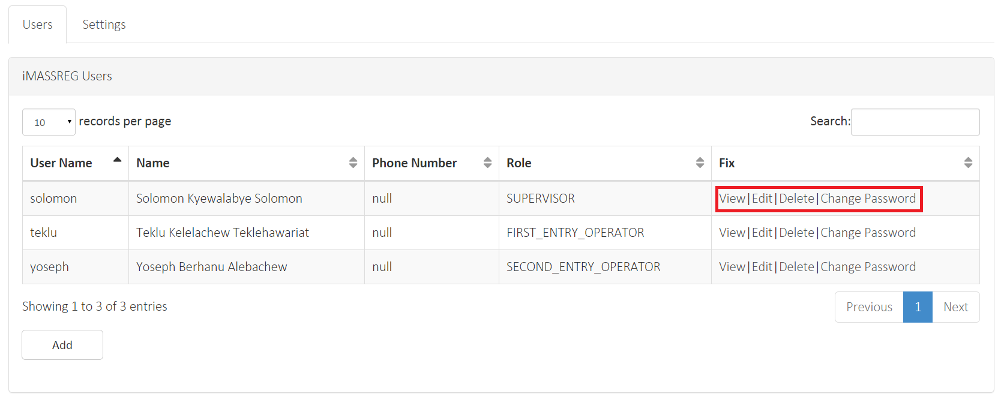 Users Settings
iMASSREG Users
10 records per page Search:
User Name Name Phone Number Role Fix
solomon Solomon Kyewalabye Solomon null SUPERVISOR View|Edit|Delete|Change Password
teklu Teklu Kelelachew Teklehawariat null FIRST_ENTRY_OPERATOR View|Edit|Delete|Change Password
yoseph Yoseph Berhanu Alebachew null SECOND_ENTRY_OPERATOR View|Edit|Delete|Change Password
Showing 1 to 3 of 3 entries Previous 1 Next
Add